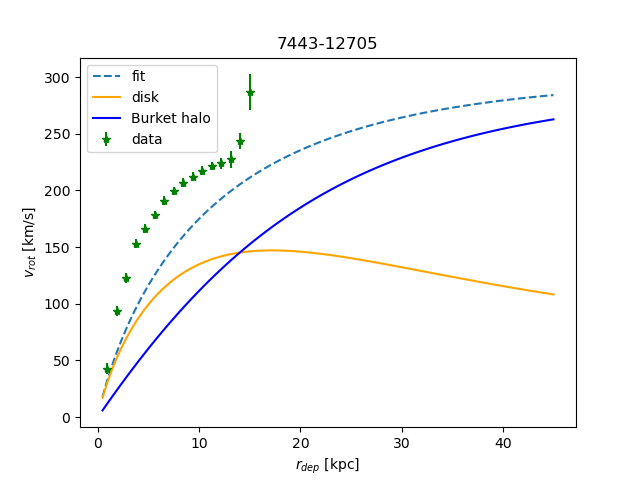 7443-12705
fit
disk
Burket halo
data
300
250
200
150
100
50
0
v_rot [km/s]
0 10 20 30 40
r_dep [kpc]